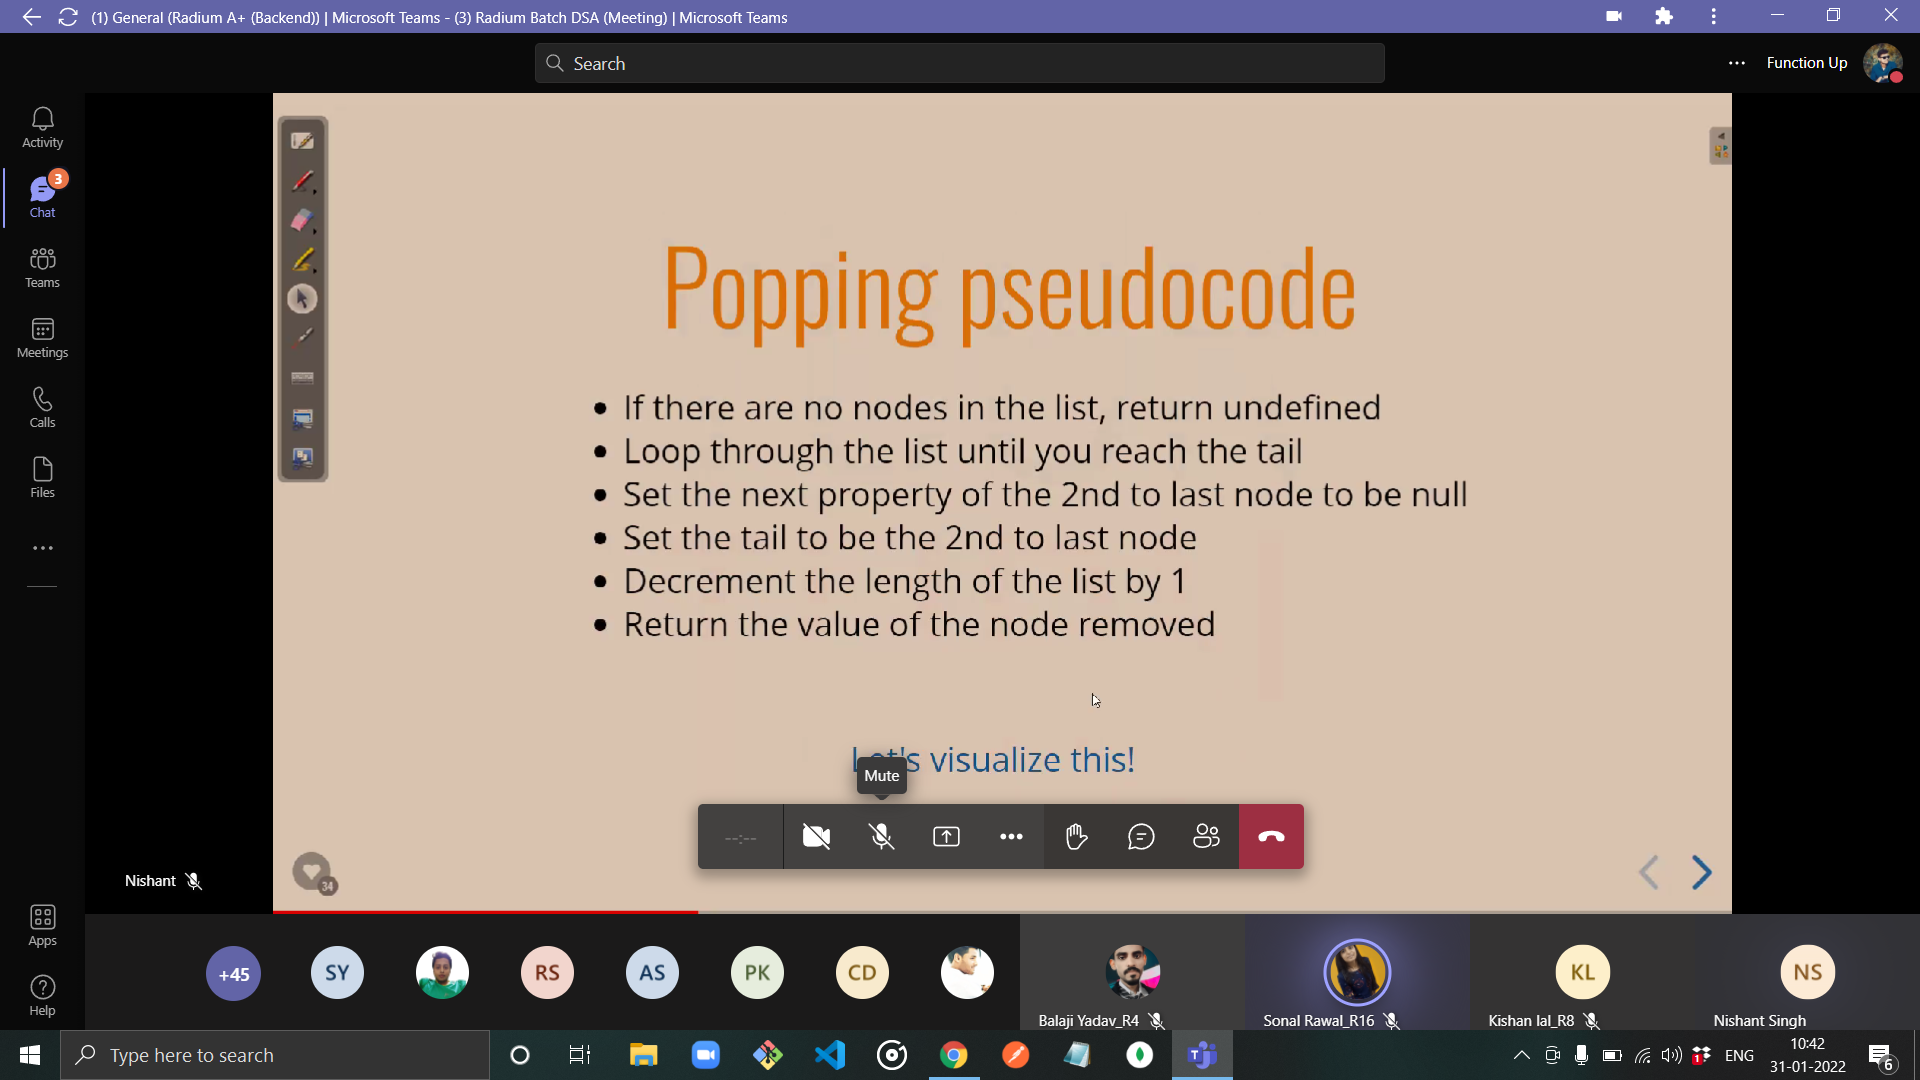 (1) General (Radium A+ (Backend)) | Microsoft Teams - (3) Radium Batch DSA (Meeting) | Microsoft Teams
Search
Function Up
Activity
3
Chat
Teams
Meetings
Calls
Files
Apps
Help
Popping pseudocode
• If there are no nodes in the list, return undefined
• Loop through the list until you reach the tail
• Set the next property of the 2nd to last node to be null
• Set the tail to be the 2nd to last node
• Decrement the length of the list by 1
• Return the value of the node removed
Let's visualize this!
Mute
--:--
Nishant
34
+45
SY
RS
AS
PK
CD
KL
NS
Balaji Yadav_R4
Sonal Rawal_R16
Kishan lal_R8
Nishant Singh
Type here to search
1
ENG
10:42
31-01-2022
6